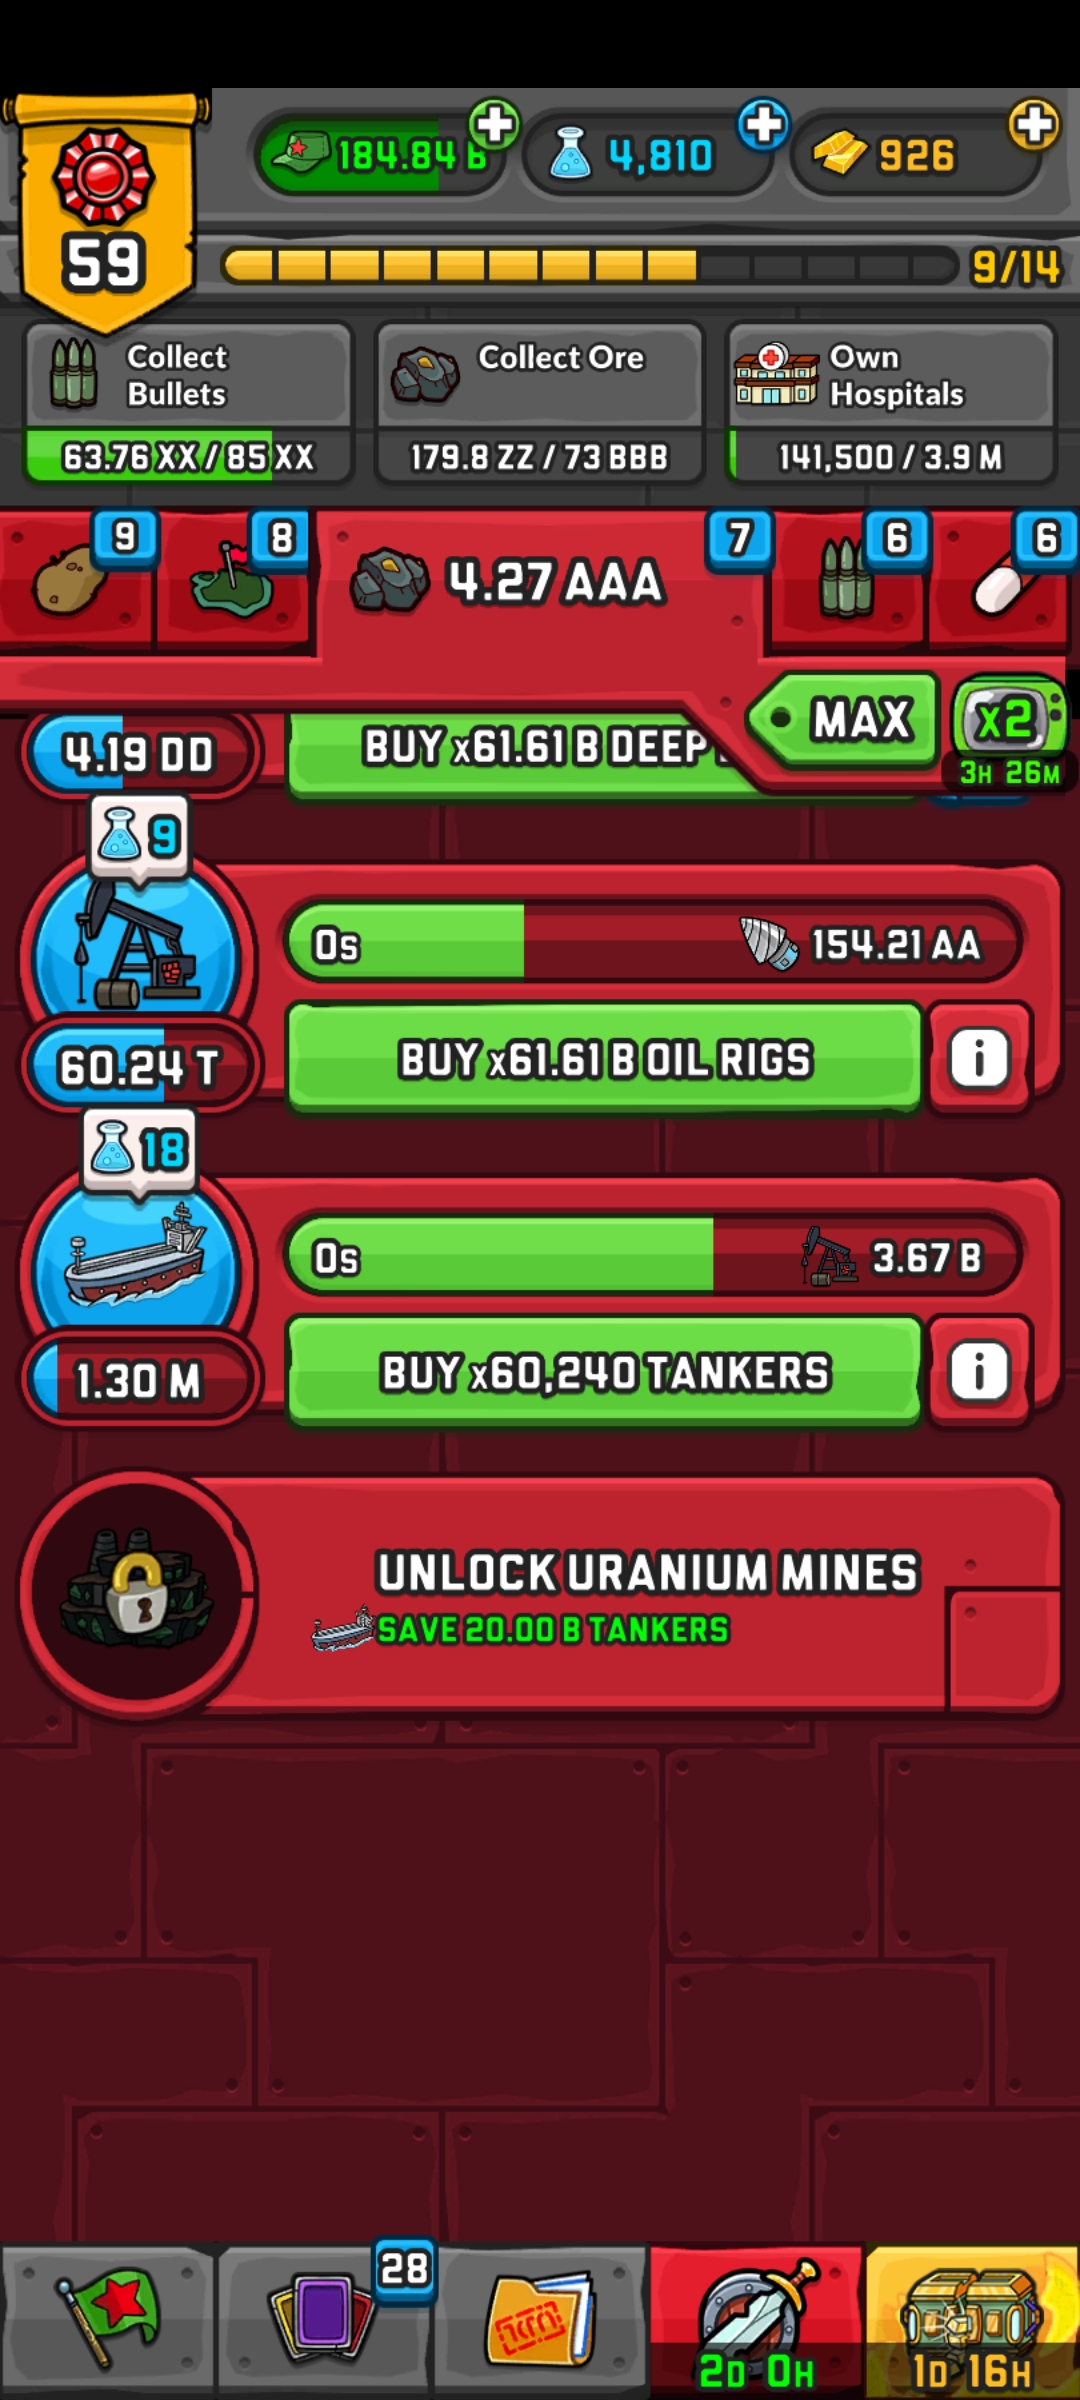 184.84 B
4,810
926
59
9/14
Collect
Bullets
63.76 XX / 85 XX
Collect Ore
179.8 ZZ / 73 BBB
Own
Hospitals
141,500 / 3.9 M
9
8
4.27 AAA
7
6
6
MAX
x2
3H 26M
4.19 DD
BUY x61.61 B DEEP
9
0s
154.21 AA
60.24 T
BUY x61.61 B OIL RIGS
i
18
0s
3.67 B
1.30 M
BUY x60,240 TANKERS
i
UNLOCK URANIUM MINES
SAVE 20.00 B TANKERS
28
2D 0H
1D 16H